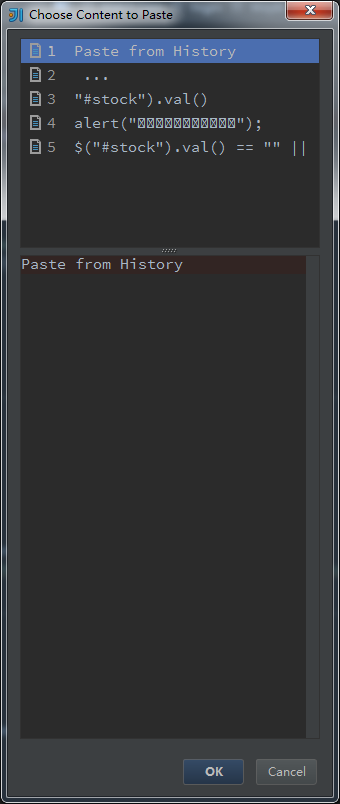 Choose Content to Paste
1 Paste from History
2 ...
3 "#stock").val()
4 alert("▯▯▯▯▯▯▯▯▯▯▯");
5 $("#stock").val() == "" ||
Paste from History
OK
Cancel